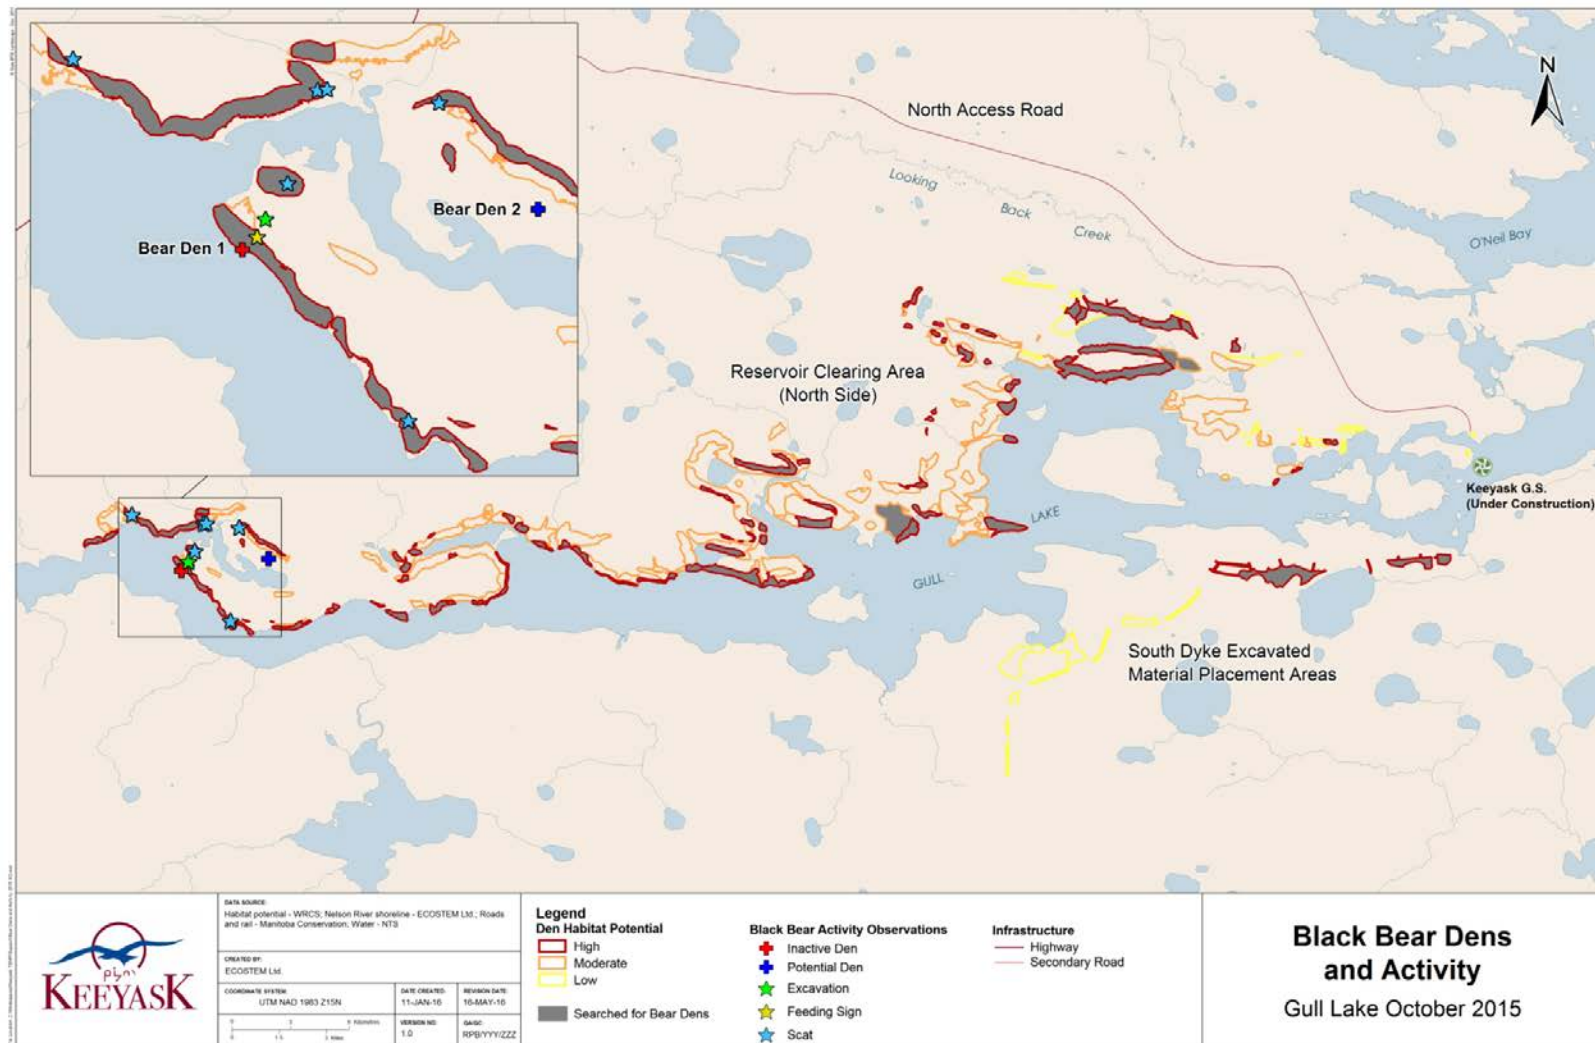 North Access Road
N
Looking
Back
Creek
O'Neil Bay
Bear Den 2
Bear Den 1
Reservoir Clearing Area
(North Side)
LAKE
GULL
Keeyask G.S.
(Under Construction)
South Dyke Excavated
Material Placement Areas
KEEYASK
DATA SOURCE:
Habitat potential - WRCS; Nelson River shoreline - ECOSTEM Ltd.; Roads
and rail - Manitoba Conservation; Water - NTS
CREATED BY:
ECOSTEM Ltd.
COORDINATE SYSTEM:
UTM NAD 1983 Z15N
DATE CREATED:
11-JAN-16
REVISION DATE:
16-MAY-16
VERSION NO:
1.0
QA/QC:
RPB/YYY/ZZZ
Legend
Den Habitat Potential
High
Moderate
Low
Searched for Bear Dens
Black Bear Activity Observations
Inactive Den
Potential Den
Excavation
Feeding Sign
Scat
Infrastructure
Highway
Secondary Road
Black Bear Dens
and Activity
Gull Lake October 2015